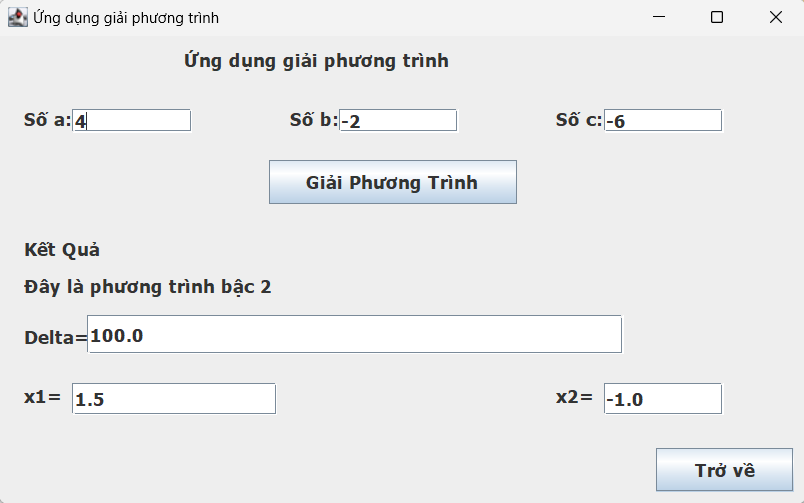 Ứng dụng giải phương trình
Ứng dụng giải phương trình
Số a: 4 Số b: -2 Số c: -6
Giải Phương Trình
Kết Quả
Đây là phương trình bậc 2
Delta= 100.0
x1= 1.5 x2= -1.0
Trở về